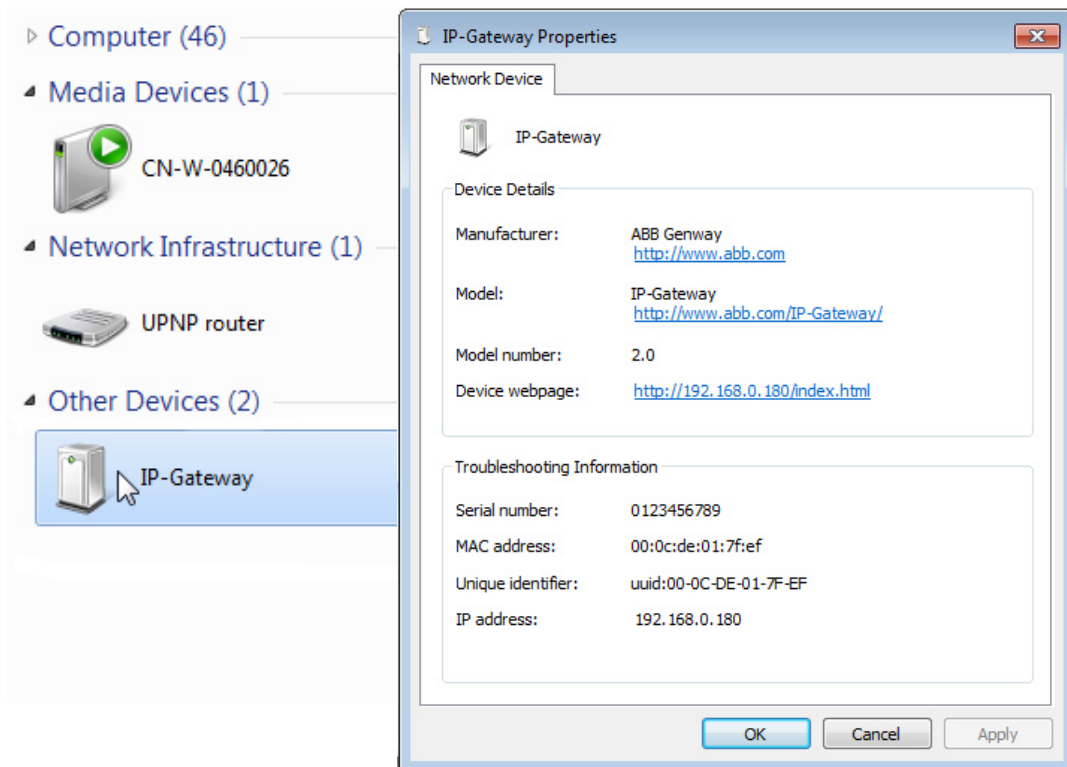 Computer (46)
Media Devices (1)
CN-W-0460026
Network Infrastructure (1)
UPNP router
Other Devices (2)
IP-Gateway
IP-Gateway Properties
Network Device
IP-Gateway
Device Details
Manufacturer: ABB Genway
http://www.abb.com
Model: IP-Gateway
http://www.abb.com/IP-Gateway/
Model number: 2.0
Device webpage: http://192.168.0.180/index.html
Troubleshooting Information
Serial number: 0123456789
MAC address: 00:0c:de:01:7f:ef
Unique identifier: uuid:00-0C-DE-01-7F-EF
IP address: 192.168.0.180
OK Cancel Apply